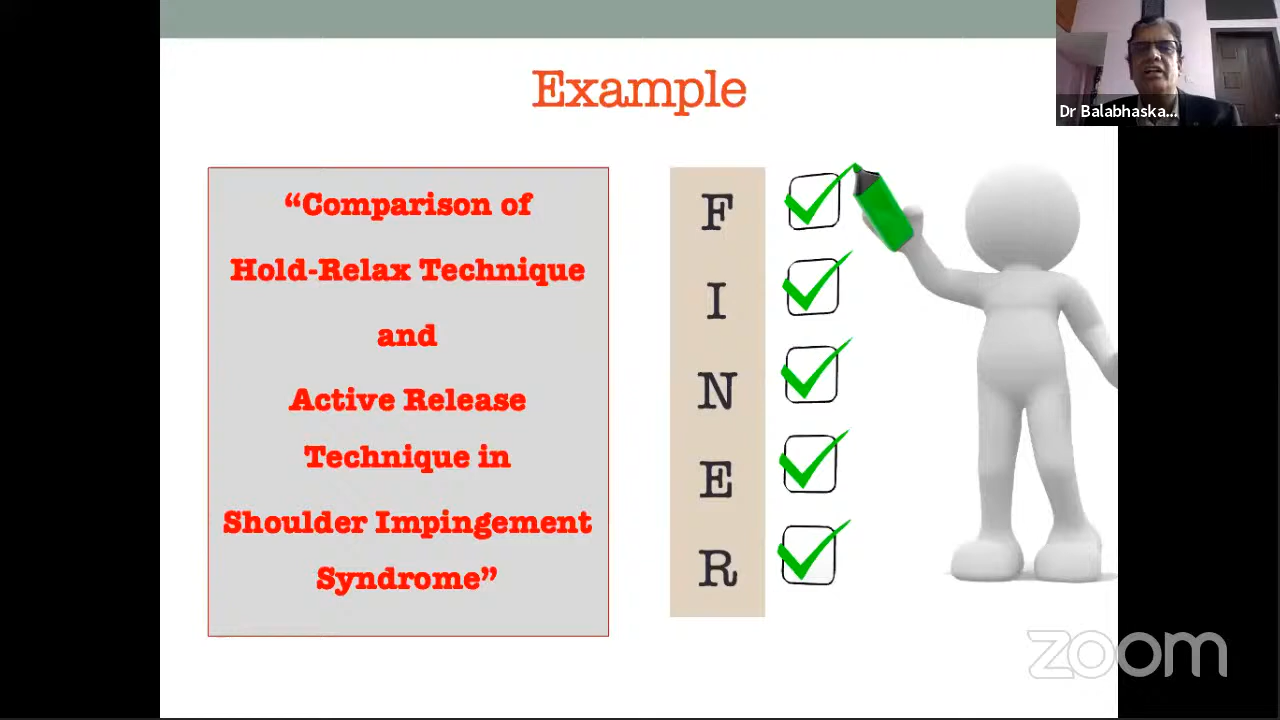 Example
Dr Balabhaska...
“Comparison of
Hold-Relax Technique
and
Active Release
Technique in
Shoulder Impingement
Syndrome”
F
I
N
E
R
zoom